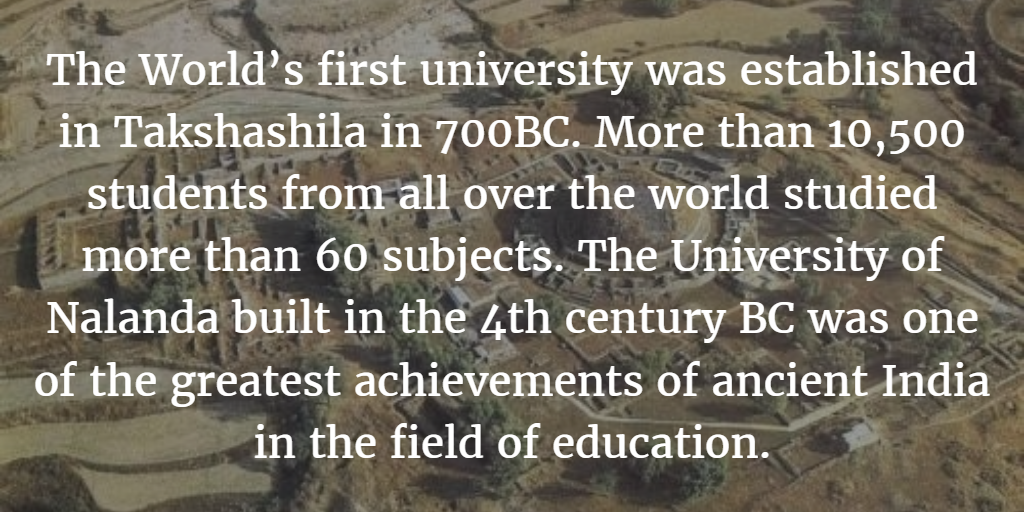 The World’s first university was established
in Takshashila in 700BC. More than 10,500
students from all over the world studied
more than 60 subjects. The University of
Nalanda built in the 4th century BC was one
of the greatest achievements of ancient India
in the field of education.